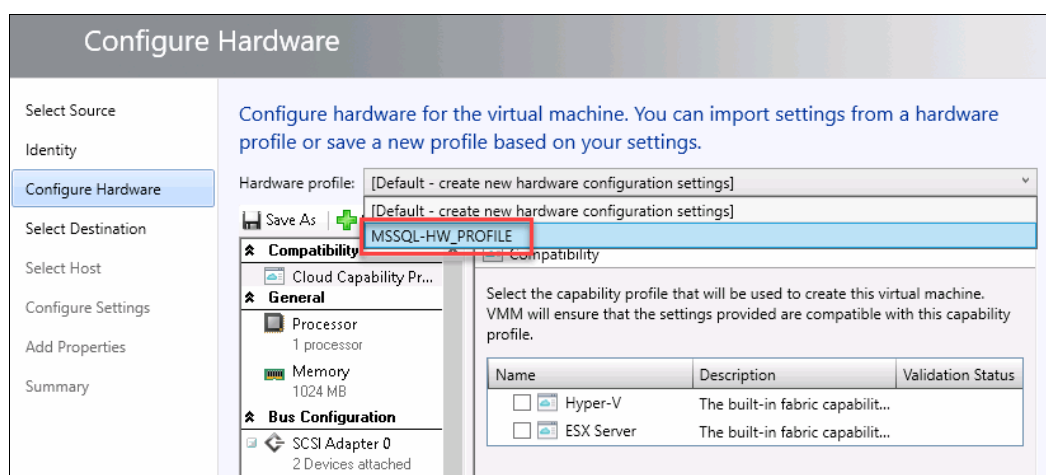 Configure Hardware
Select Source
Identity
Configure Hardware
Select Destination
Select Host
Configure Settings
Add Properties
Summary
Configure hardware for the virtual machine. You can import settings from a hardware
profile or save a new profile based on your settings.
Hardware profile: [Default - create new hardware configuration settings]
[Default - create new hardware configuration settings]
MSSQL-HW_PROFILE
Save As
Compatibility
Cloud Capability Pr...
General
Processor
1 processor
Memory
1024 MB
Bus Configuration
SCSI Adapter 0
2 Devices attached
Compatibility
Select the capability profile that will be used to create this virtual machine.
VMM will ensure that the settings provided are compatible with this capability
profile.
Name Description Validation Status
Hyper-V The built-in fabric capabilit...
ESX Server The built-in fabric capabilit...